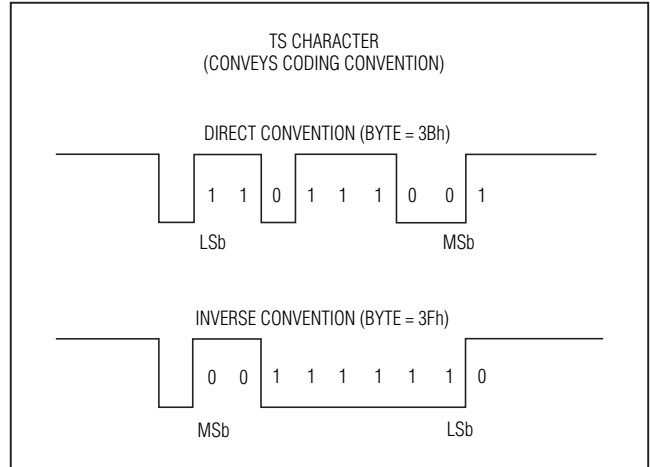 TS CHARACTER
(CONVEYS CODING CONVENTION)
DIRECT CONVENTION (BYTE = 3Bh)
1 1 0 1 1 1 0 0 1
LSb MSb
INVERSE CONVENTION (BYTE = 3Fh)
0 0 1 1 1 1 1 1 0
MSb LSb